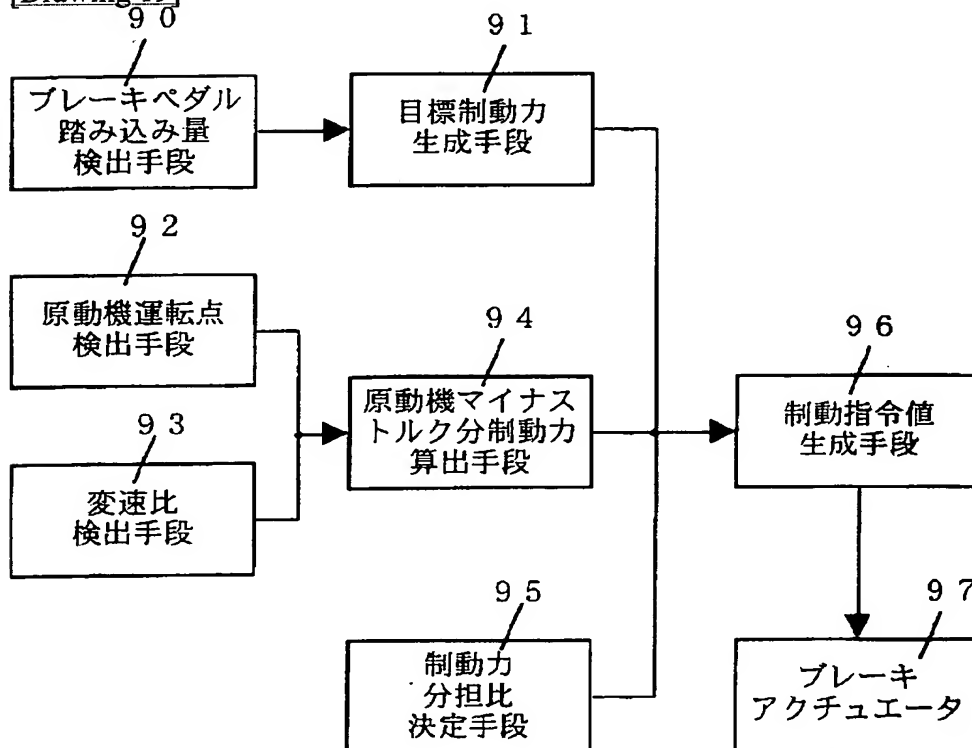 ９０
ブレーキペダル
踏み込み量
検出手段
９１
目標制動力
生成手段
９２
原動機運転点
検出手段
９３
変速比
検出手段
９４
原動機マイナス
トルク分制動力
算出手段
９５
制動力
分担比
決定手段
９６
制動指令値
生成手段
９７
ブレーキ
アクチュエータ